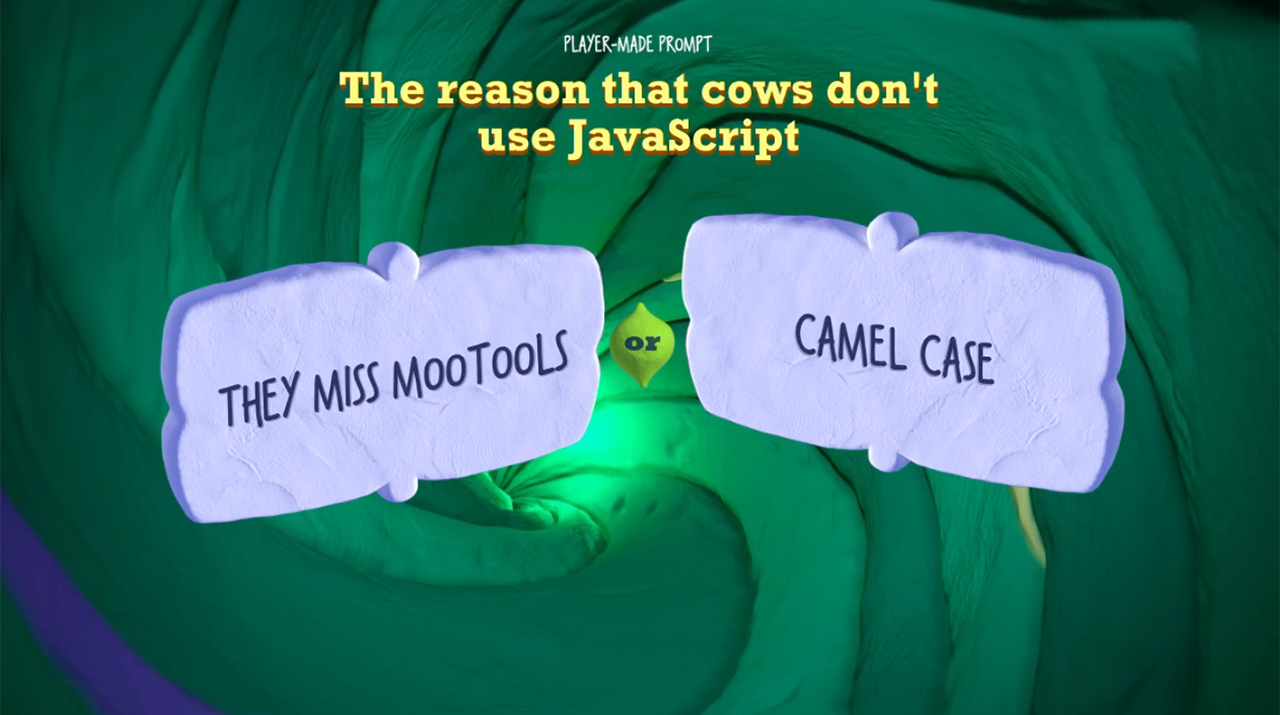 PLAYER-MADE PROMPT
The reason that cows don't
use JavaScript
THEY MISS MOOTOOLS
or
CAMEL CASE